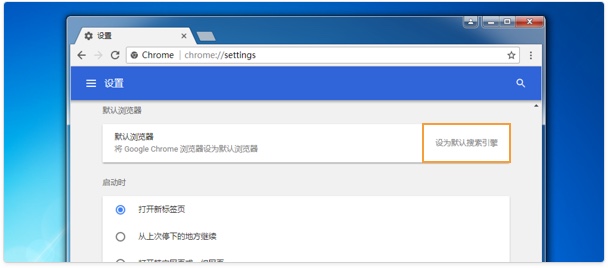 设置
Chrome | chrome://settings
设置
默认浏览器
默认浏览器
将 Google Chrome 浏览器设为默认浏览器
设为默认搜索引擎
启动时
打开新标签页
从上次停下的地方继续